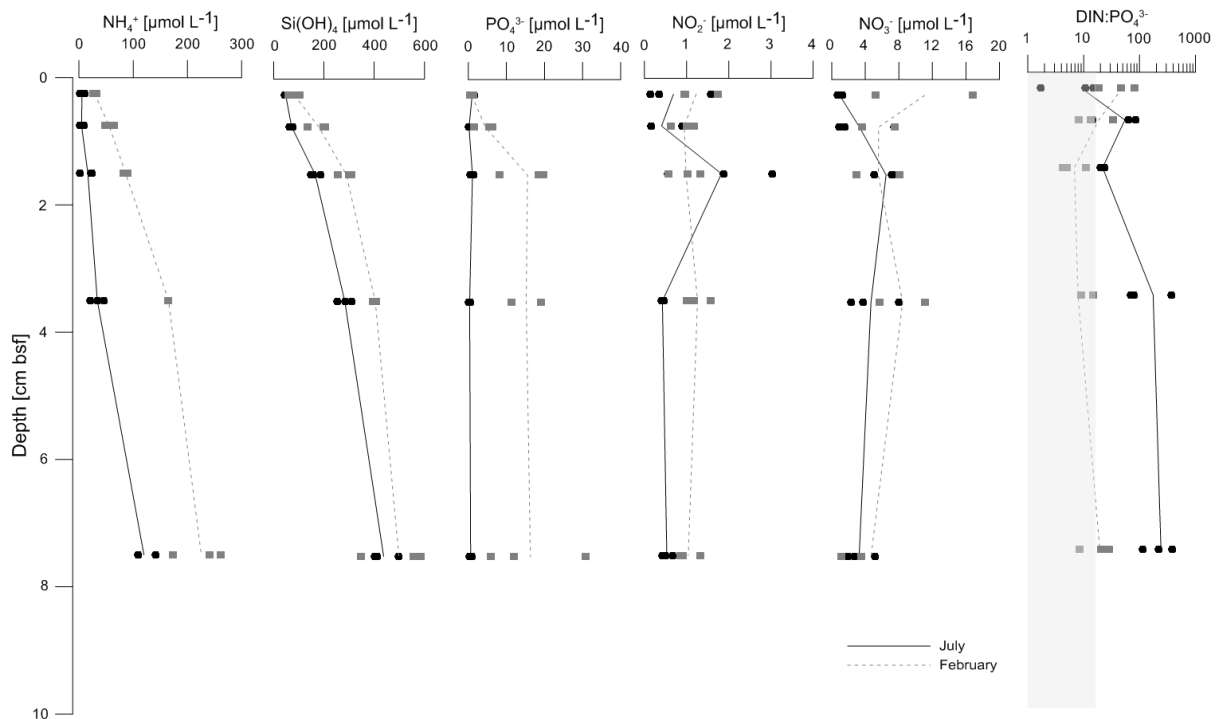 NH₄⁺ [µmol L⁻¹] Si(OH)₄ [µmol L⁻¹] PO₄³⁻ [µmol L⁻¹] NO₂⁻ [µmol L⁻¹] NO₃⁻ [µmol L⁻¹] DIN:PO₄³⁻
0 100 200 300 0 200 400 600 0 10 20 30 40 0 1 2 3 4 0 4 8 12 16 20 1 10 100 1000
0
2
4
6
8
10
Depth [cm bsf]
July
February